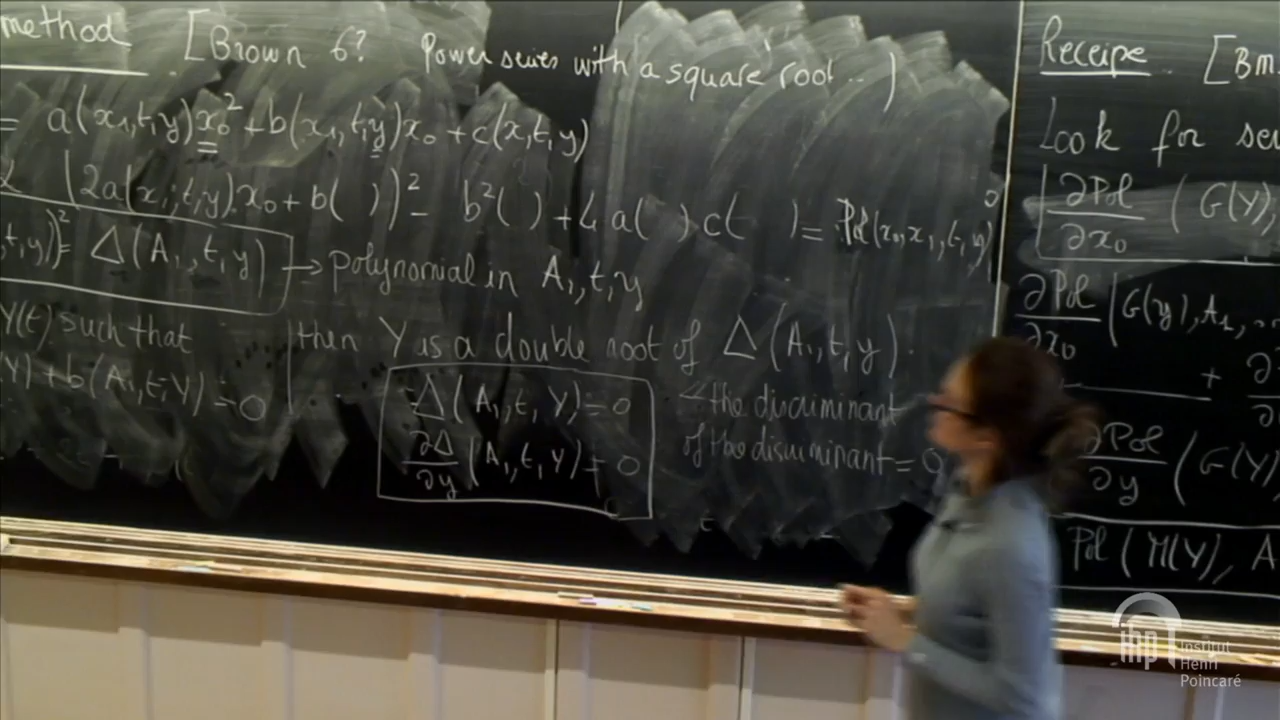 method [Brown 6? Power series with a square root ..)
= a(x₁,t,y)x₀² + b(x₁,t,y)x₀ + c(x,t,y)
(2a(x₁,t,y)x₀ + b( ))² - b²( ) + 4 a( ) c( ) = Pol(x₀,x₁,t,y)
t,y))² = Δ(A₁,t,y) → polynomial in A₁,t,y
Y(t) such that
Y) + b(A₁,t,Y) = 0
then Y is a double root of Δ(A₁,t,y).
Δ(A₁,t,Y) = 0
∂Δ/∂y (A₁,t,Y) = 0
"the discriminant
of the discriminant = 0
Receipe [Bm.
Look for ser
∂Pol/∂x₀ (G(Y),
∂Pol/∂x₀ (G(y), A₁, ..
+ ∂
∂Pol/∂y (G(Y)
Pol (M(Y), A
ihp Institut
Henri
Poincaré